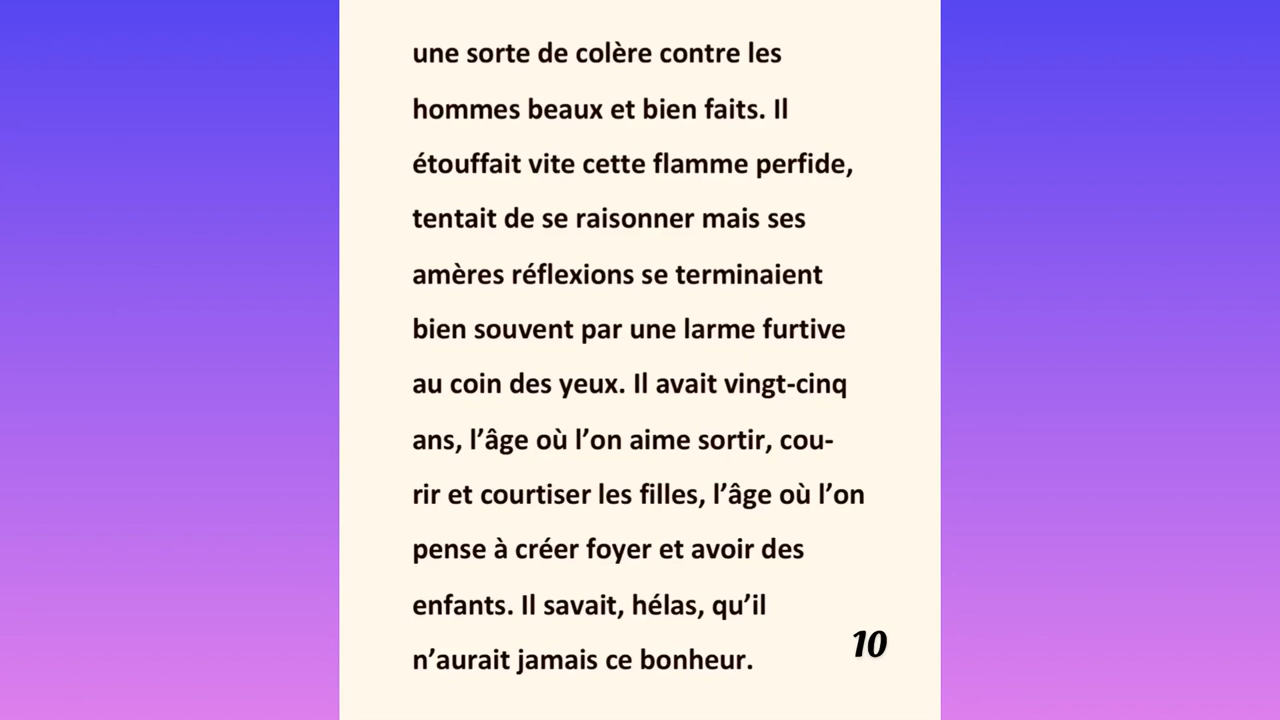 une sorte de colère contre les
hommes beaux et bien faits. Il
étouffait vite cette flamme perfide,
tentait de se raisonner mais ses
amères réflexions se terminaient
bien souvent par une larme furtive
au coin des yeux. Il avait vingt-cinq
ans, l’âge où l’on aime sortir, cou-
rir et courtiser les filles, l’âge où l’on
pense à créer foyer et avoir des
enfants. Il savait, hélas, qu’il
n’aurait jamais ce bonheur.
10